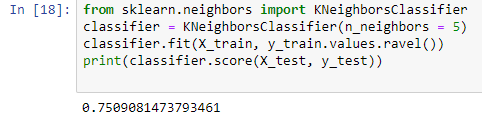 In [18]: from sklearn.neighbors import KNeighborsClassifier
classifier = KNeighborsClassifier(n_neighbors = 5)
classifier.fit(X_train, y_train.values.ravel())
print(classifier.score(X_test, y_test))
0.7509081473793461